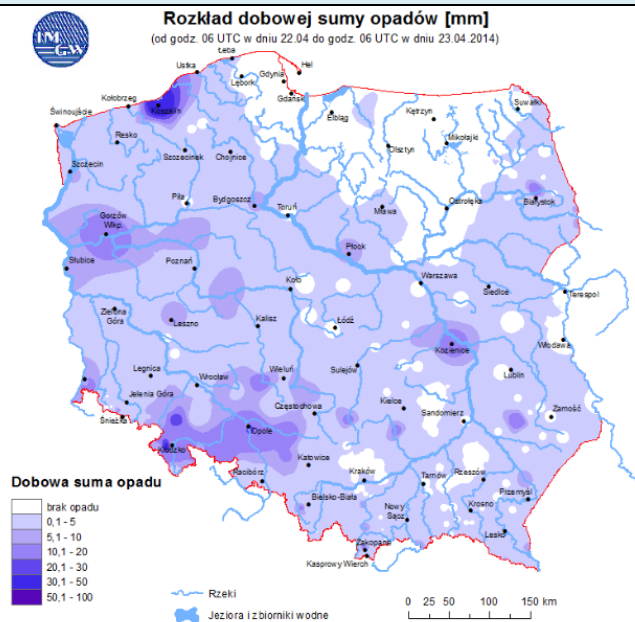 Rozkład dobowej sumy opadów [mm]
(od godz. 06 UTC w dniu 22.04 do godz. 06 UTC w dniu 23.04.2014)
IM
GW
Łeba
Ustka
Hel
Gdynia
Lębork
Gdańsk
Kołobrzeg
Koszalin
Świnoujście
Elbląg
Kętrzyn
Suwałki
Resko
Mikołajki
Olsztyn
Szczecinek
Chojnice
Szczecin
Piła
Bydgoszcz
Toruń
Mława
Ostrołęka
Białystok
Gorzów
Wlkp.
Płock
Słubice
Poznań
Koło
Warszawa
Siedlce
Terespol
Zielona
Góra
Leszno
Kalisz
Łódź
Kozienice
Włodawa
Legnica
Wrocław
Wieluń
Sulejów
Lublin
Jelenia Góra
Częstochowa
Kielce
Sandomierz
Zamość
Śnieżka
Opole
Kłodzko
Racibórz
Katowice
Kraków
Tarnów
Rzeszów
Przemyśl
Bielsko-Biała
Nowy
Sącz
Krosno
Lesko
Zakopane
Kasprowy Wierch
Dobowa suma opadu
brak opadu
0,1 - 5
5,1 - 10
10,1 - 20
20,1 - 30
30,1 - 50
50,1 - 100
Rzeki
Jeziora i zbiorniki wodne
0 25 50 100 150 km